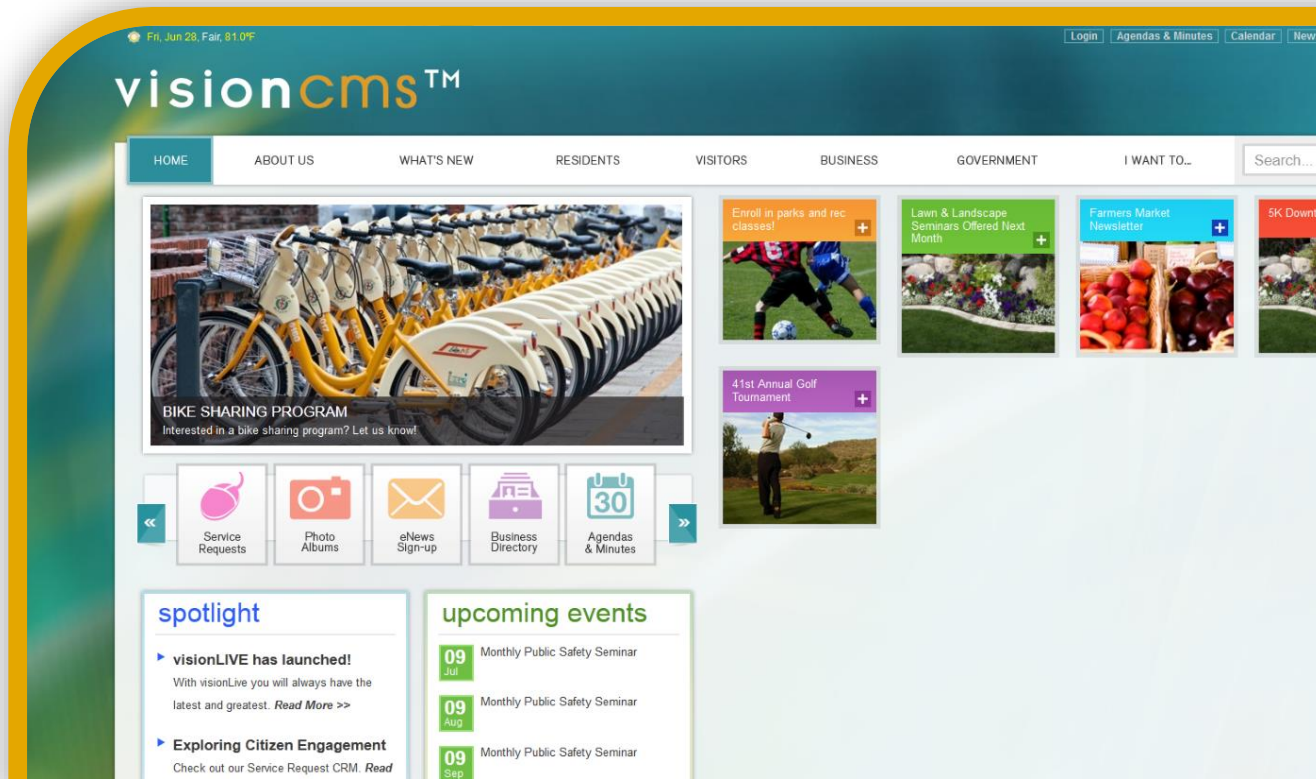 Fri, Jun 28, Fair, 81.0°F
Login
Agendas & Minutes
Calendar
visioncms™
HOME
ABOUT US
WHAT'S NEW
RESIDENTS
VISITORS
BUSINESS
GOVERNMENT
I WANT TO...
Search...
BIKE SHARING PROGRAM
Interested in a bike sharing program? Let us know!
Enroll in parks and rec
classes!
Lawn & Landscape
Seminars Offered Next
Month
Farmers Market
Newsletter
5K
41st Annual Golf
Tournament
Service
Requests
Photo
Albums
eNews
Sign-up
Business
Directory
30
Agendas
& Minutes
spotlight
visionLIVE has launched!
With visionLive you will always have the
latest and greatest. Read More >>
Exploring Citizen Engagement
Check out our Service Request CRM. Read
upcoming events
09
Jul
Monthly Public Safety Seminar
09
Aug
Monthly Public Safety Seminar
09
Sep
Monthly Public Safety Seminar